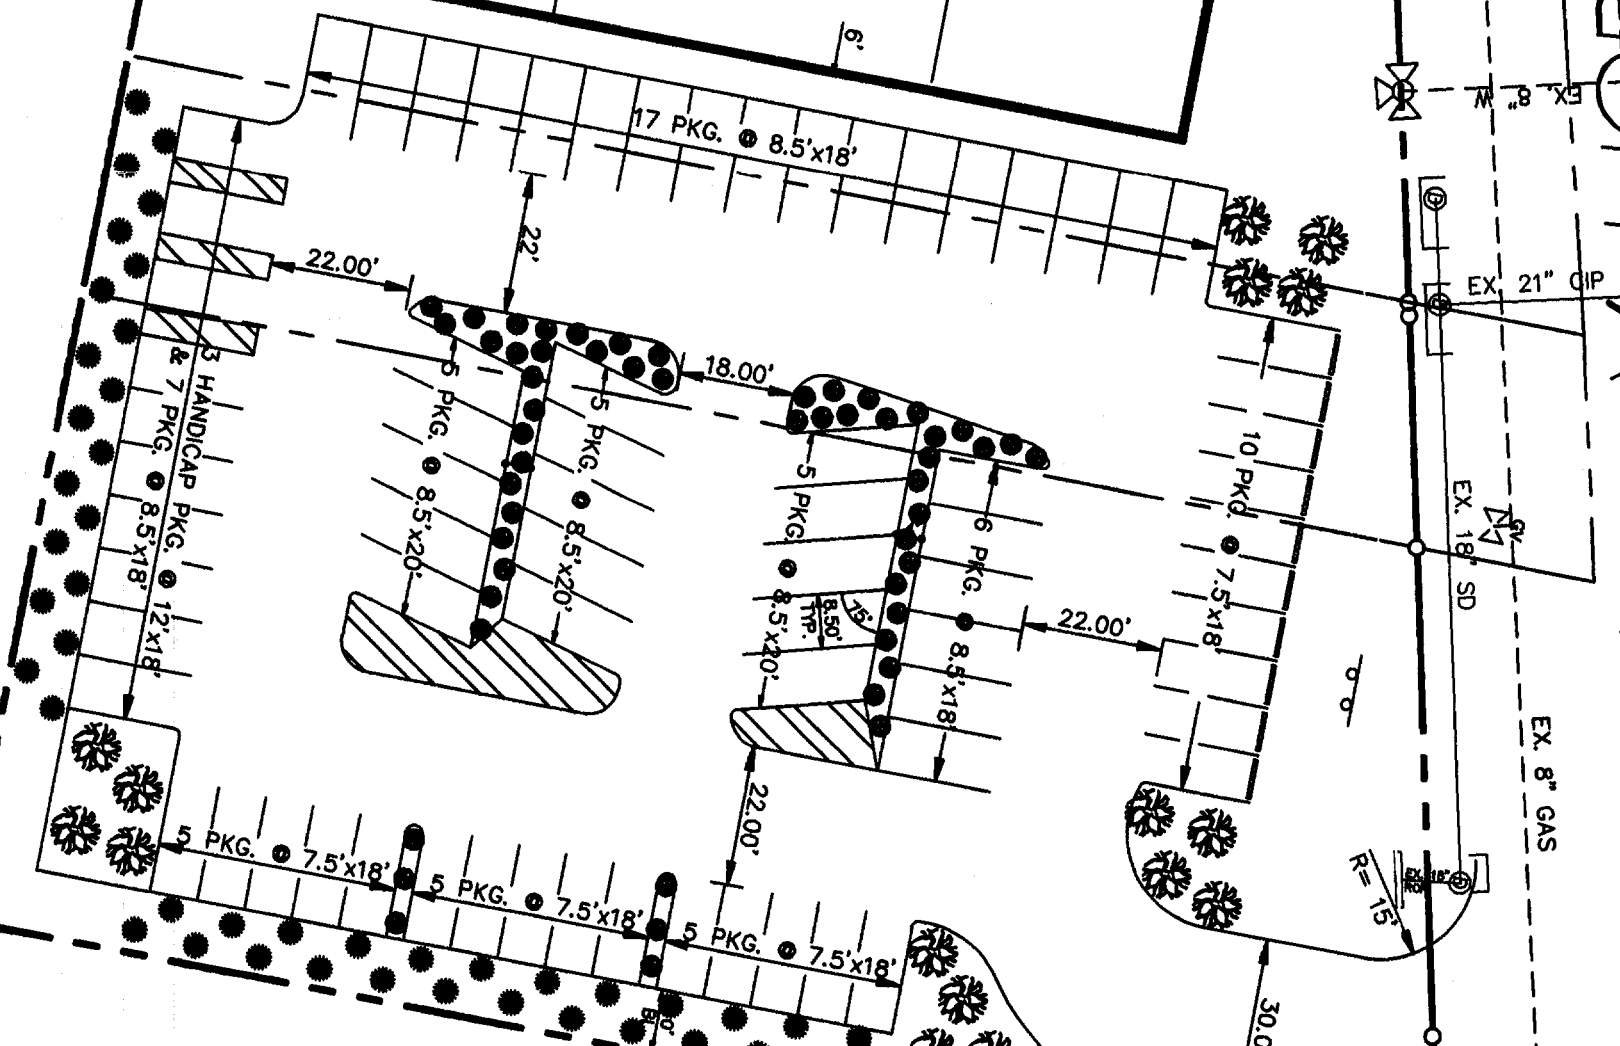 6'
EX. 8" W
17 PKG. @ 8.5'x18'
22'
22.00'
EX. 21" CIP
18.00'
3 HANDICAP PKG. @ 12'x18'
& 7 PKG. @ 8.5'x18'
5 PKG. @ 8.5'x20'
5 PKG. @ 8.5'x20'
5 PKG. @ 8.5'x20'
8.50'
TYP.
75°
6 PKG. @ 8.5'x18'
22.00'
10 PKG. @ 7.5'x18'
EX. 18" SD
GV
EX. 8" GAS
22.00'
5 PKG. @ 7.5'x18'
5 PKG. @ 7.5'x18'
5 PKG. @ 7.5'x18'
R= 15'
30.0